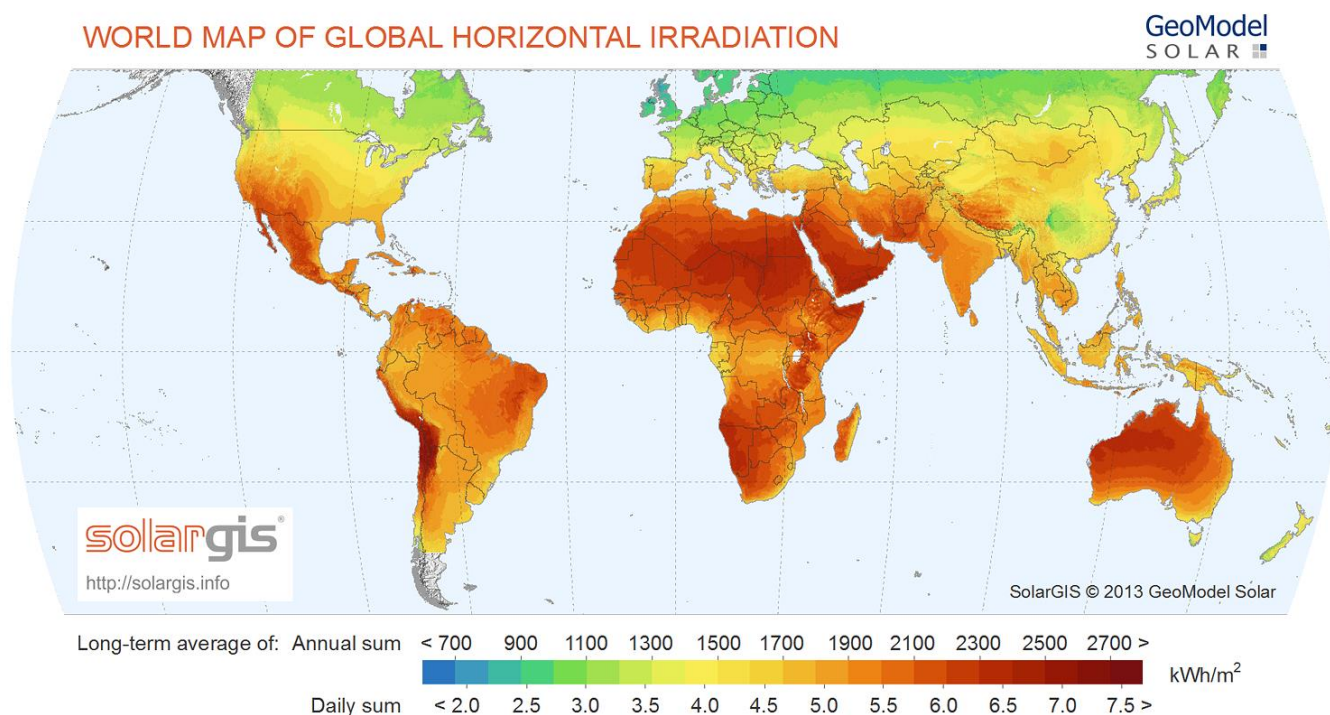 WORLD MAP OF GLOBAL HORIZONTAL IRRADIATION
GeoModel
SOLAR
solargis®
http://solargis.info
SolarGIS © 2013 GeoModel Solar
Long-term average of: Annual sum < 700 900 1100 1300 1500 1700 1900 2100 2300 2500 2700 >
kWh/m²
Daily sum < 2.0 2.5 3.0 3.5 4.0 4.5 5.0 5.5 6.0 6.5 7.0 7.5 >